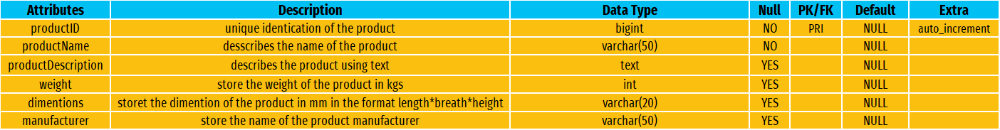 Attributes Description Data Type Null PK/FK Default Extra
productID unique identication of the product bigint NO PRI NULL auto_increment
productName desscribes the name of the product varchar(50) NO NULL
productDescription describes the product using text text YES NULL
weight store the weight of the product in kgs int YES NULL
dimentions storet the dimention of the product in mm in the format length*breath*height varchar(20) YES NULL
manufacturer store the name of the product manufacturer varchar(50) YES NULL